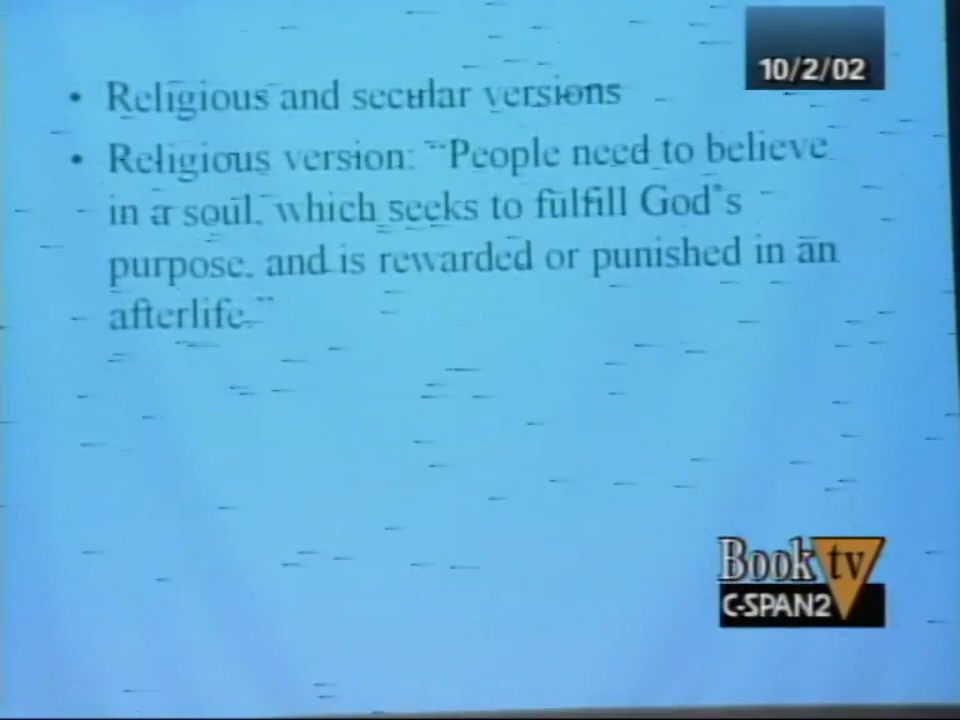 10/2/02
• Religious and secular versions
• Religious version: "People need to believe
in a soul, which seeks to fulfill God's
purpose, and is rewarded or punished in an
afterlife."
Book tv
C-SPAN2